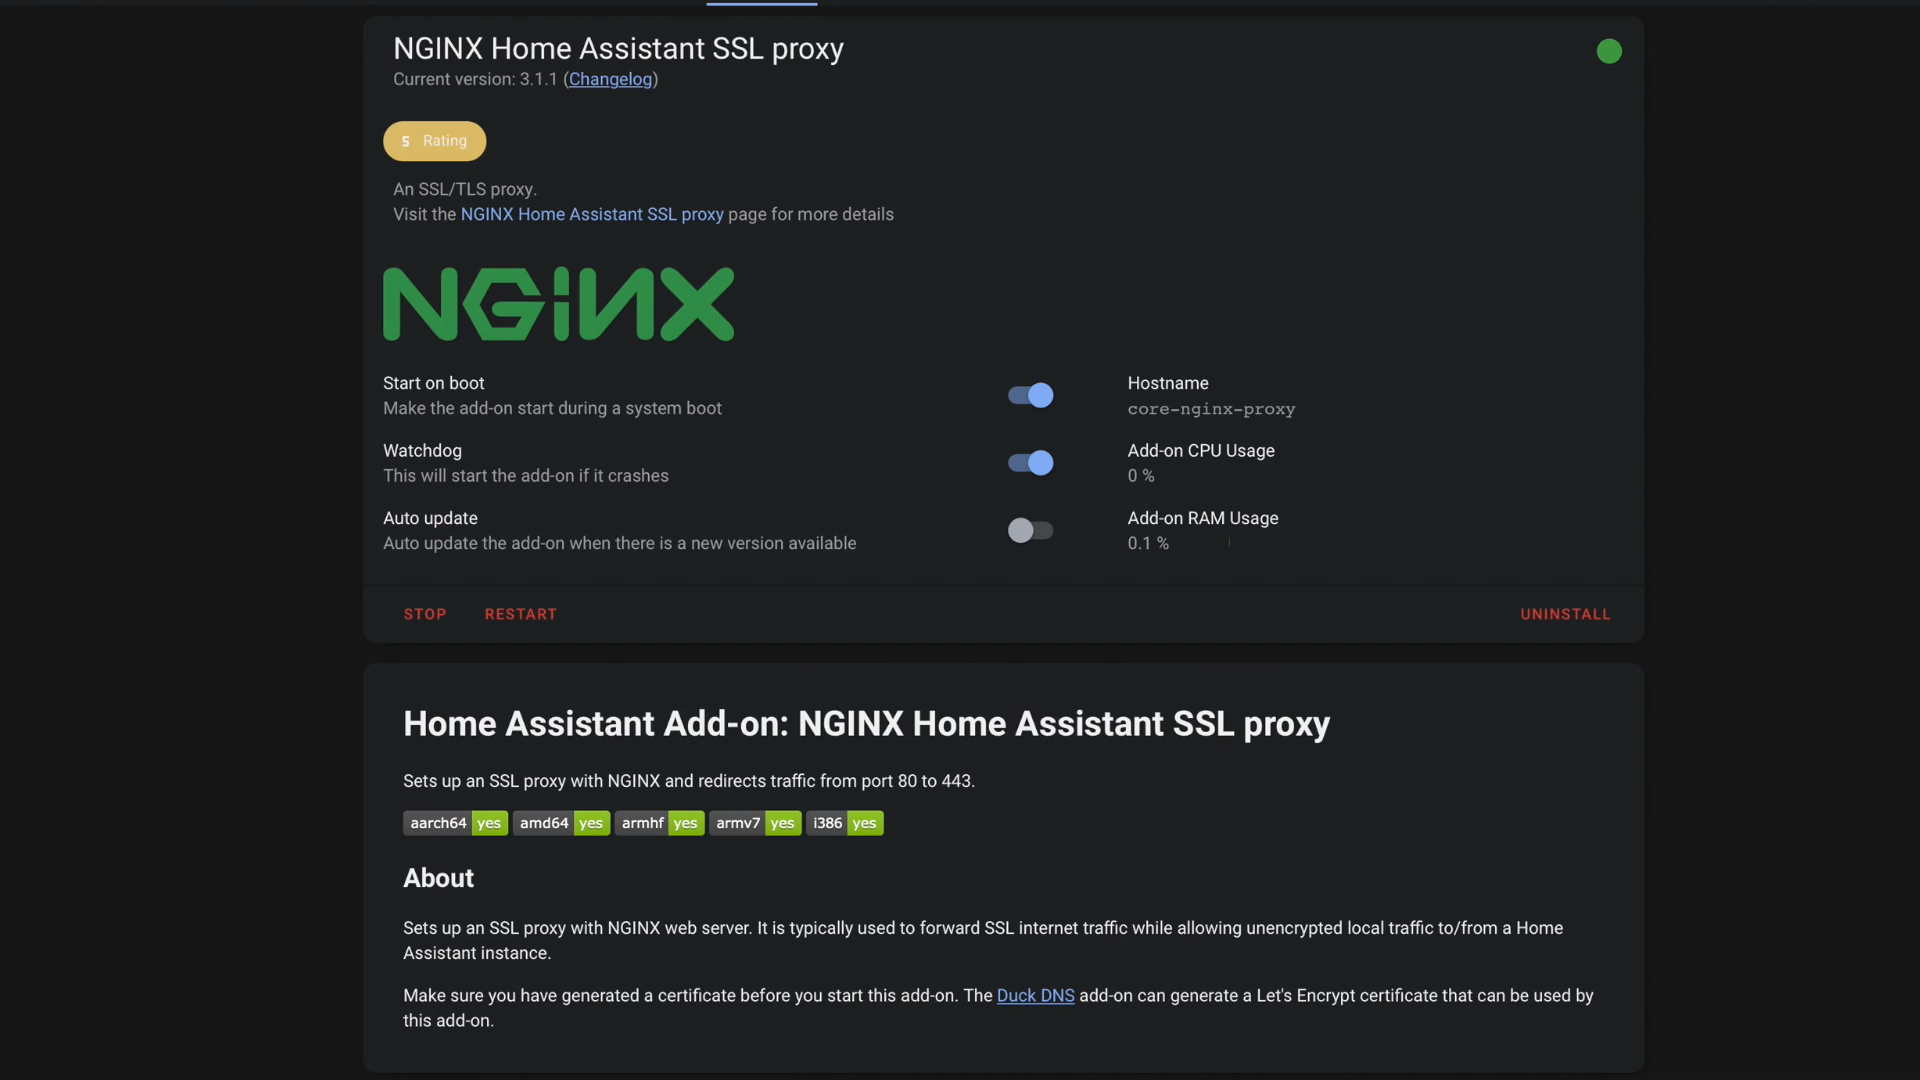 NGINX Home Assistant SSL proxy
Current version: 3.1.1 (Changelog)
5 Rating
An SSL/TLS proxy.
Visit the NGINX Home Assistant SSL proxy page for more details
NGiNX
Start on boot
Make the add-on start during a system boot
Hostname
core-nginx-proxy
Watchdog
This will start the add-on if it crashes
Add-on CPU Usage
0 %
Auto update
Auto update the add-on when there is a new version available
Add-on RAM Usage
0.1 %
STOP RESTART UNINSTALL
Home Assistant Add-on: NGINX Home Assistant SSL proxy
Sets up an SSL proxy with NGINX and redirects traffic from port 80 to 443.
aarch64 yes amd64 yes armhf yes armv7 yes i386 yes
About
Sets up an SSL proxy with NGINX web server. It is typically used to forward SSL internet traffic while allowing unencrypted local traffic to/from a Home
Assistant instance.
Make sure you have generated a certificate before you start this add-on. The Duck DNS add-on can generate a Let's Encrypt certificate that can be used by
this add-on.